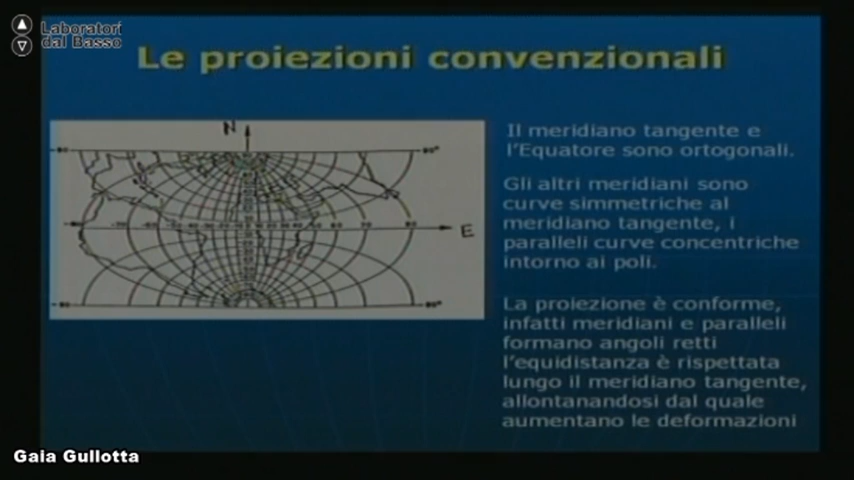 Laboratori
dal Basso
Le proiezioni convenzionali
N
E
Il meridiano tangente e
l'Equatore sono ortogonali.
Gli altri meridiani sono
curve simmetriche al
meridiano tangente, i
paralleli curve concentriche
intorno ai poli.
La proiezione è conforme,
infatti meridiani e paralleli
formano angoli retti
l'equidistanza è rispettata
lungo il meridiano tangente,
allontanandosi dal quale
aumentano le deformazioni
Gaia Gullotta